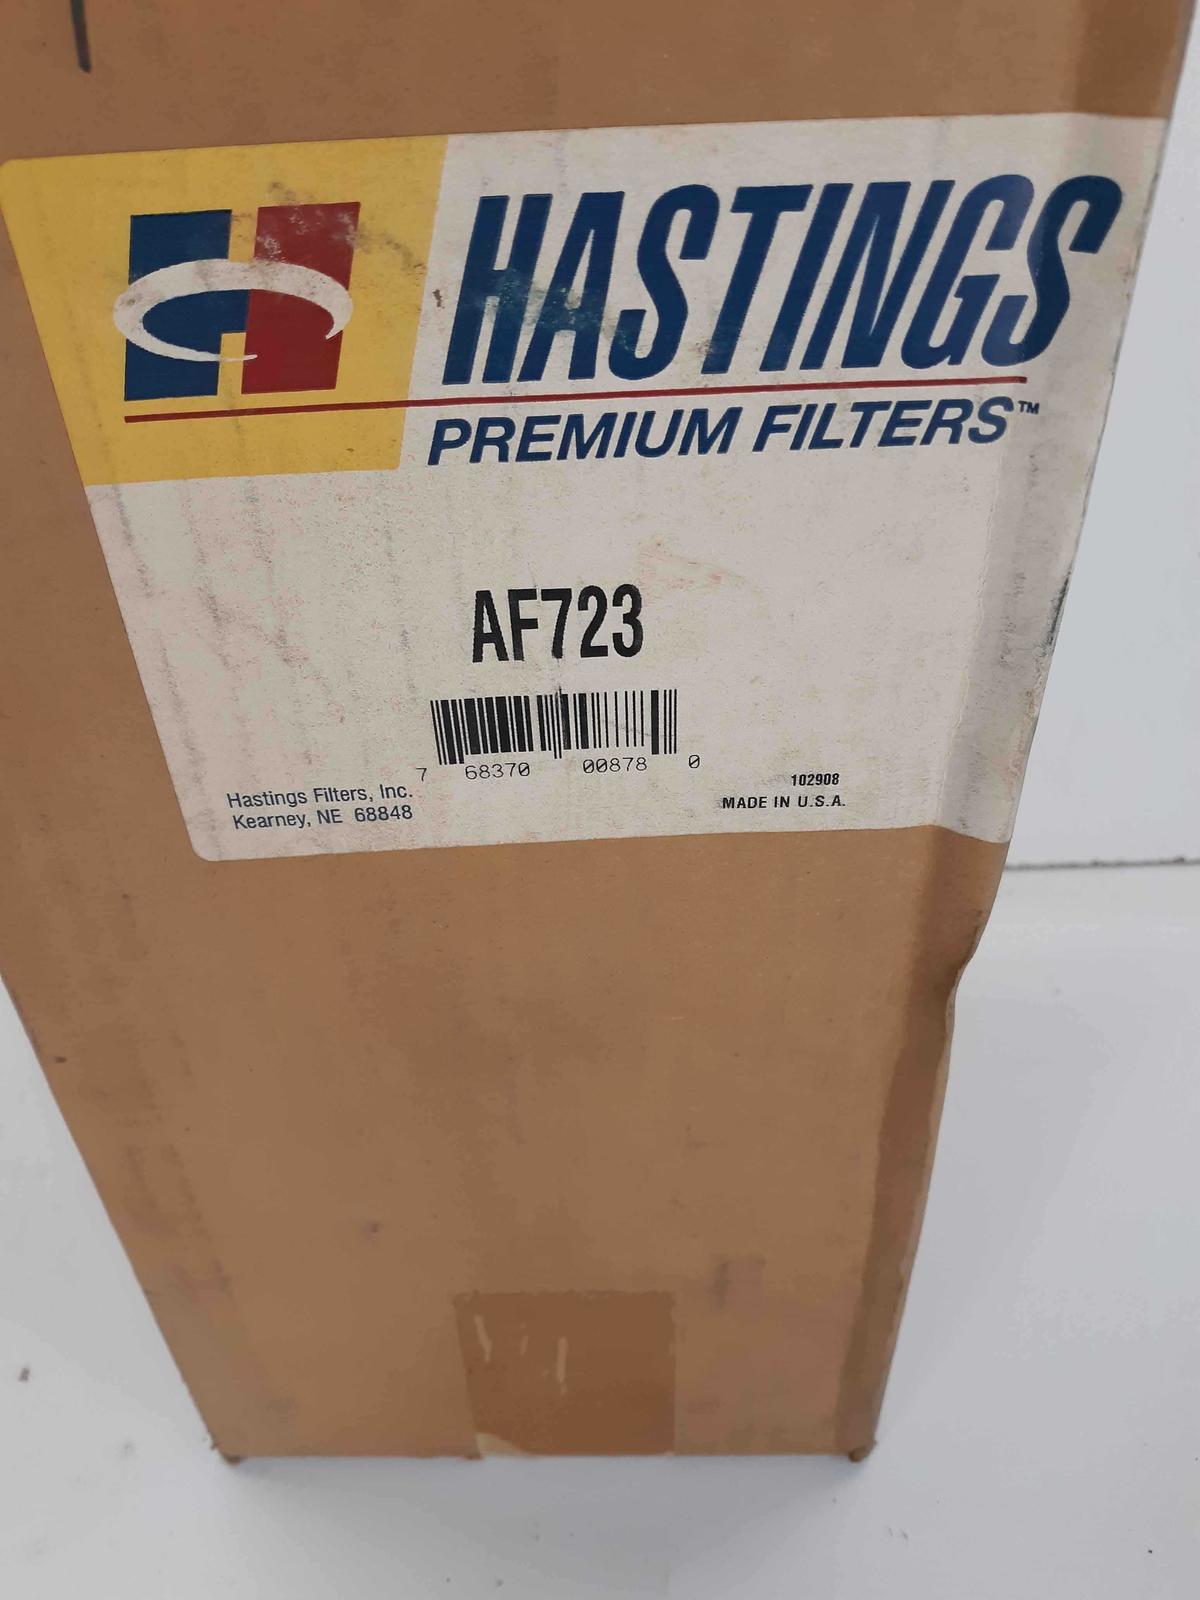 HASTINGS
PREMIUM FILTERS™
AF723
7 68370 00878 0
Hastings Filters, Inc.
Kearney, NE 68848
102908
MADE IN U.S.A.